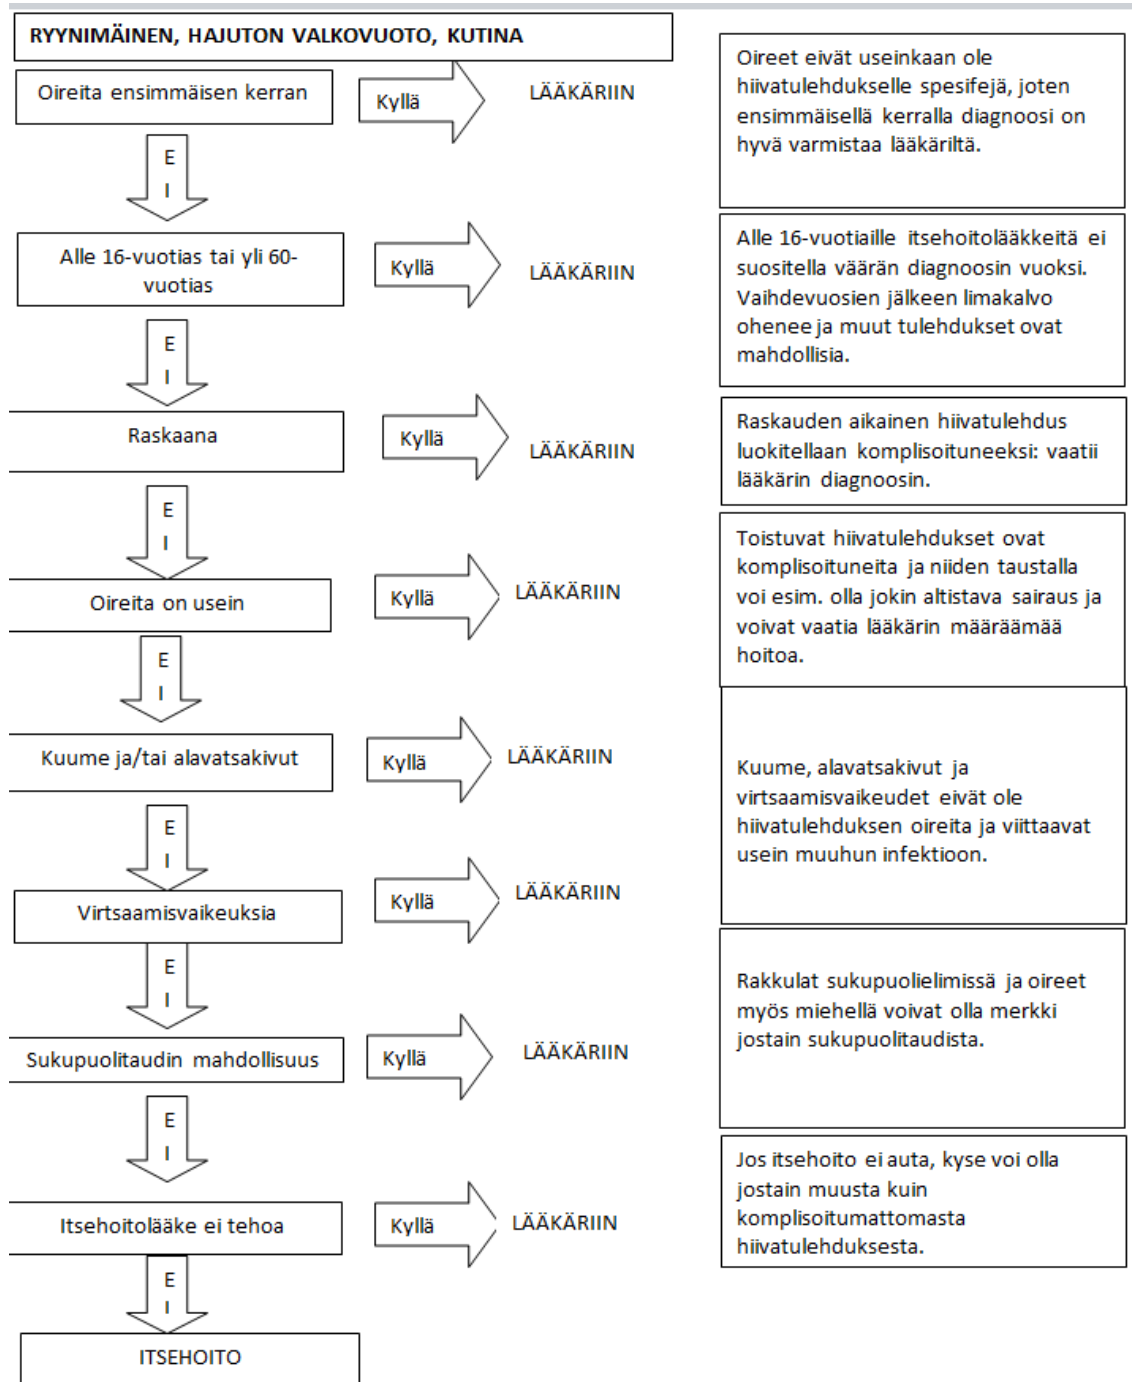 RYYNIMÄINEN, HAJUTON VALKOVUOTO, KUTINA
Oireita ensimmäisen kerran
Kyllä
LÄÄKÄRIIN
Oireet eivät useinkaan ole
hiivatulehdukselle spesifejä, joten
ensimmäisellä kerralla diagnoosi on
hyvä varmistaa lääkäriltä.
E
I
Alle 16-vuotias tai yli 60-
vuotias
Kyllä
LÄÄKÄRIIN
Alle 16-vuotiaille itsehoitolääkkeitä ei
suositella väärän diagnoosin vuoksi.
Vaihdevuosien jälkeen limakalvo
ohenee ja muut tulehdukset ovat
mahdollisia.
E
I
Raskaana
Kyllä
LÄÄKÄRIIN
Raskauden aikainen hiivatulehdus
luokitellaan komplisoituneeksi: vaatii
lääkärin diagnoosin.
E
I
Oireita on usein
Kyllä
LÄÄKÄRIIN
Toistuvat hiivatulehdukset ovat
komplisoituneita ja niiden taustalla
voi esim. olla jokin altistava sairaus ja
voivat vaatia lääkärin määräämää
hoitoa.
E
I
Kuume ja/tai alavatsakivut
Kyllä
LÄÄKÄRIIN
Kuume, alavatsakivut ja
virtsaamisvaikeudet eivät ole
hiivatulehduksen oireita ja viittaavat
usein muuhun infektioon.
E
I
Virtsaamisvaikeuksia
Kyllä
LÄÄKÄRIIN
E
I
Sukupuolitaudin mahdollisuus
Kyllä
LÄÄKÄRIIN
Rakkulat sukupuolielimissä ja oireet
myös miehellä voivat olla merkki
jostain sukupuolitaudista.
E
I
Itsehoitolääke ei tehoa
Kyllä
LÄÄKÄRIIN
Jos itsehoito ei auta, kyse voi olla
jostain muusta kuin
komplisoitumattomasta
hiivatulehduksesta.
E
I
ITSEHOITO